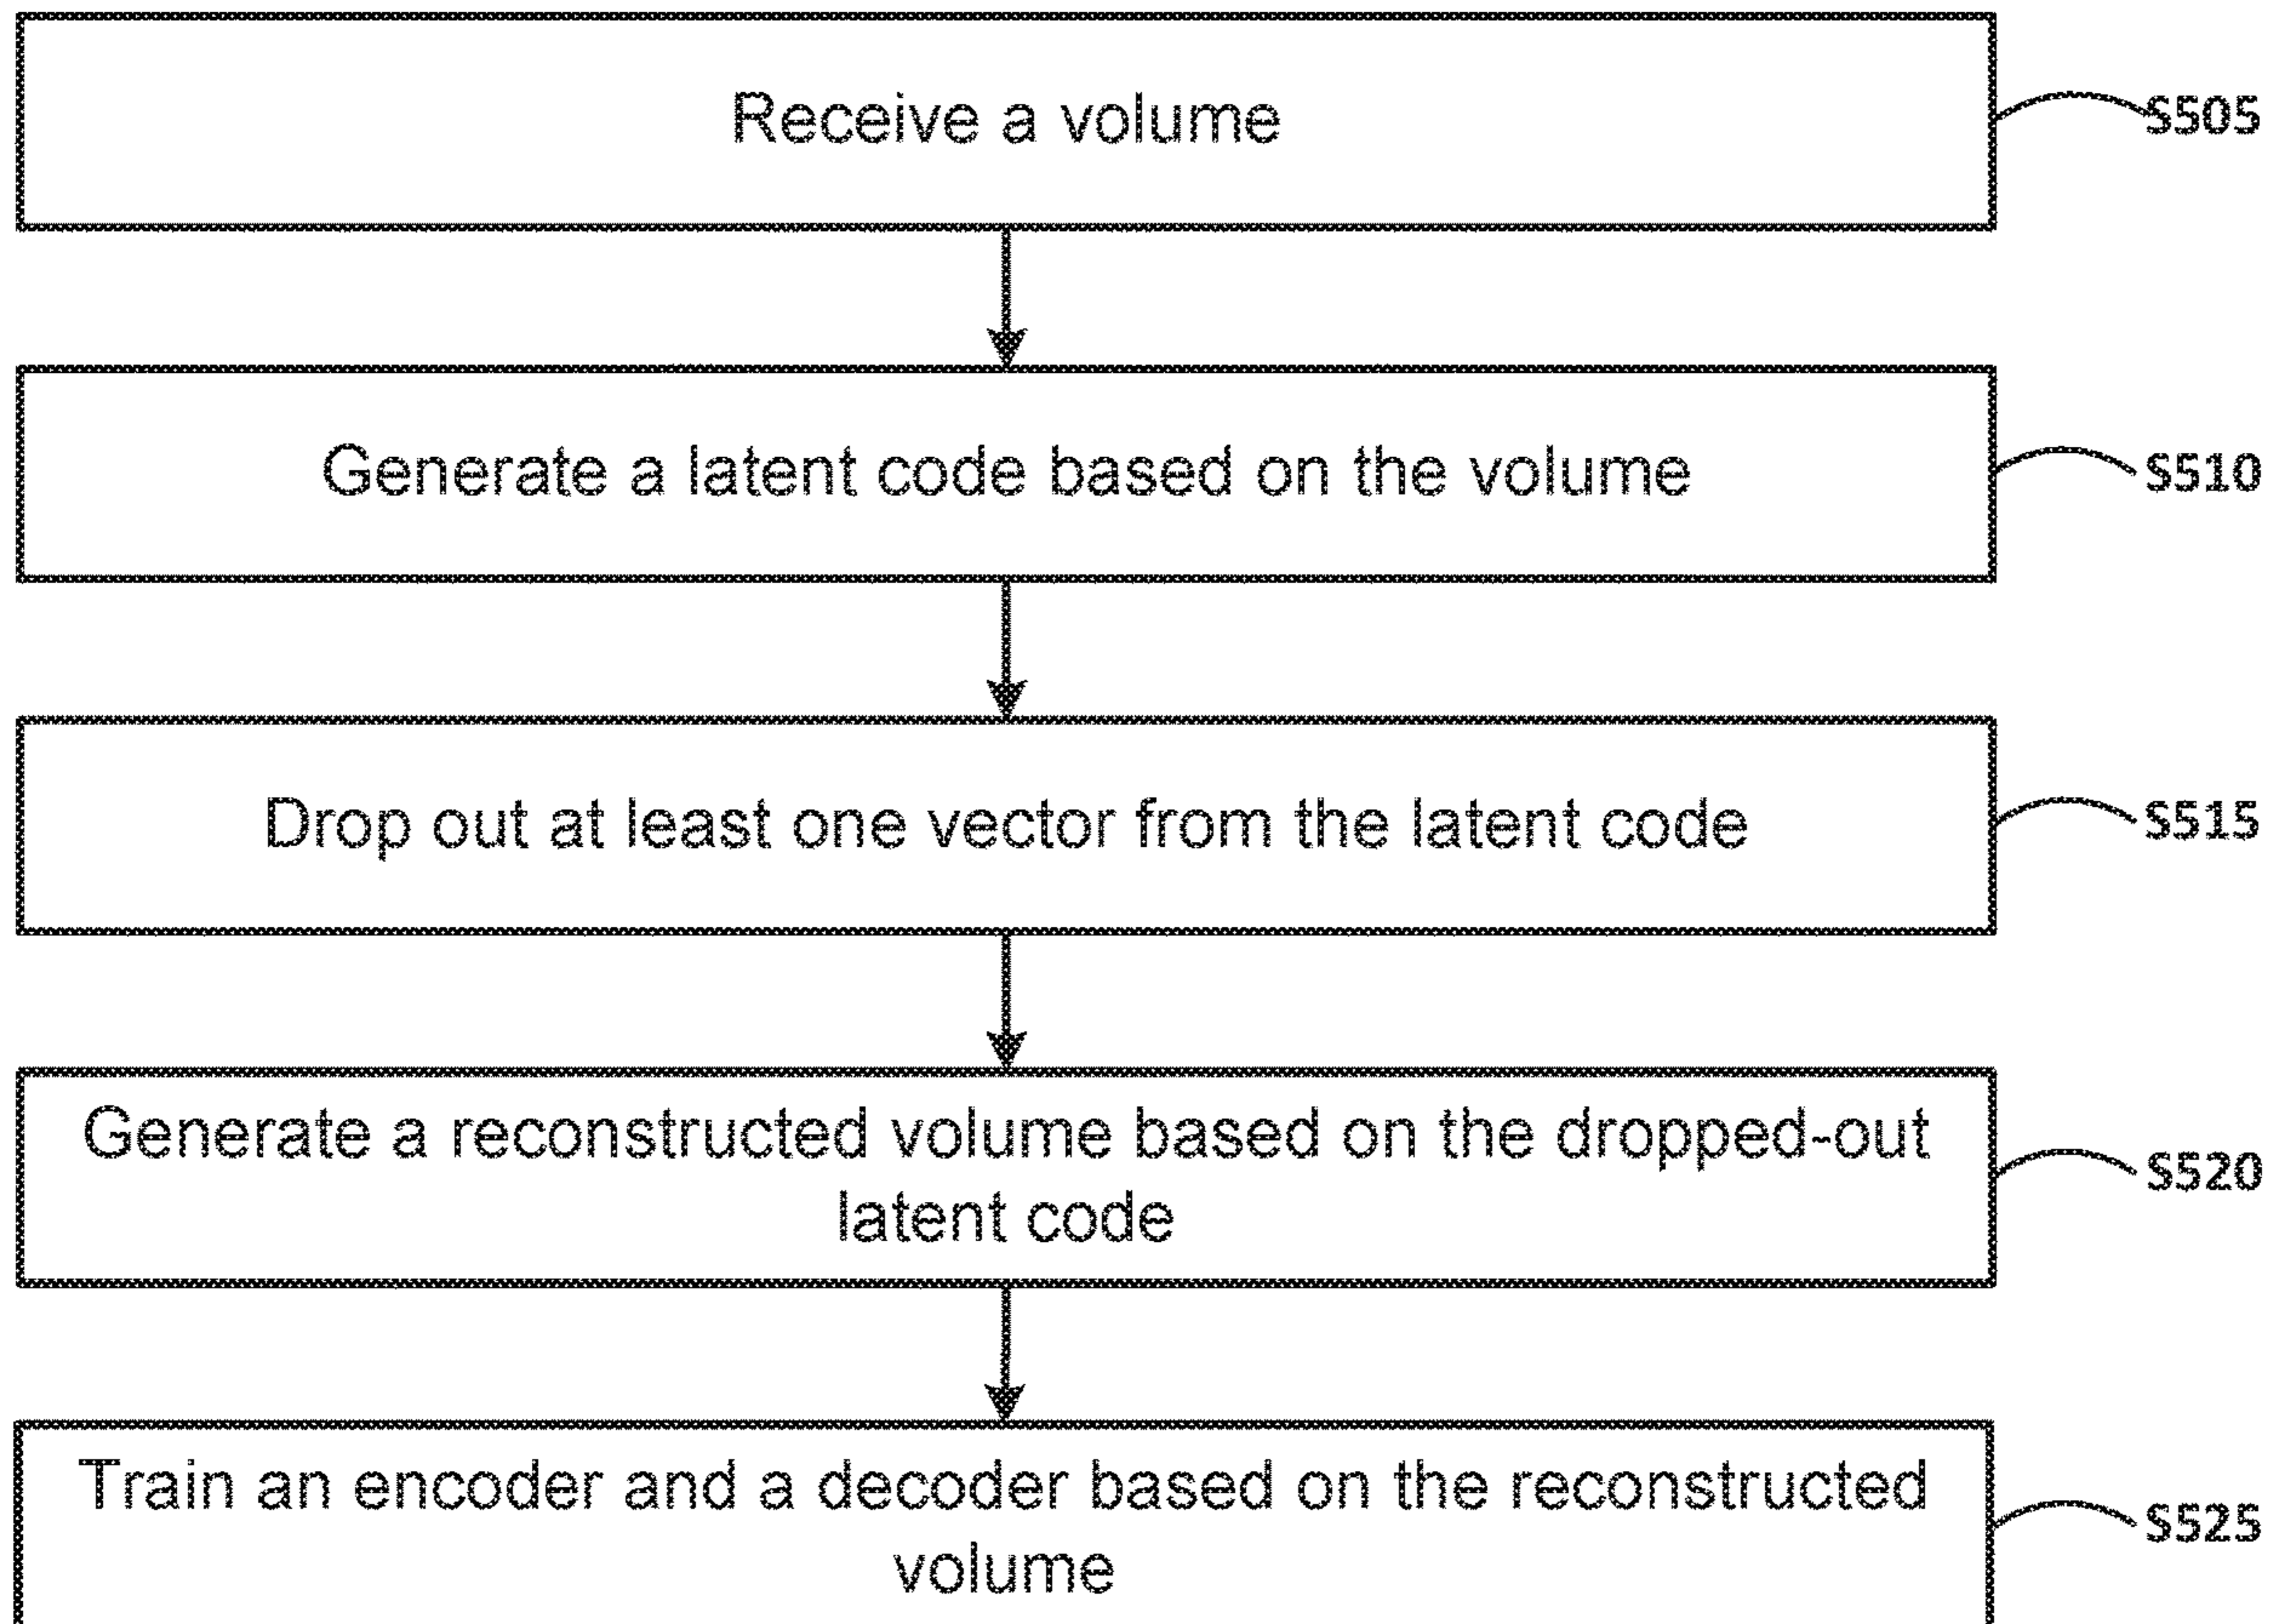 Receive a volume
S505
Generate a latent code based on the volume
S510
Drop out at least one vector from the latent code
S515
Generate a reconstructed volume based on the dropped-out
latent code
S520
Train an encoder and a decoder based on the reconstructed
volume
S525